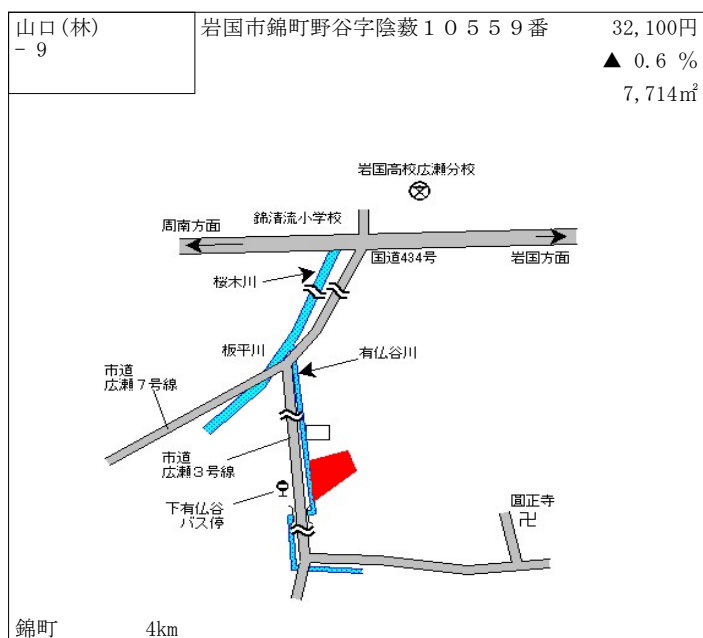 山口(林)
- 9
岩国市錦町野谷字陰薮１０５５９番
32,100円
▲ 0.6 %
7,714㎡
岩国高校広瀬分校
錦清流小学校
周南方面
国道434号
岩国方面
桜木川
板平川
有仏谷川
市道
広瀬７号線
市道
広瀬３号線
下有仏谷
バス停
圓正寺
卍
錦町 4km